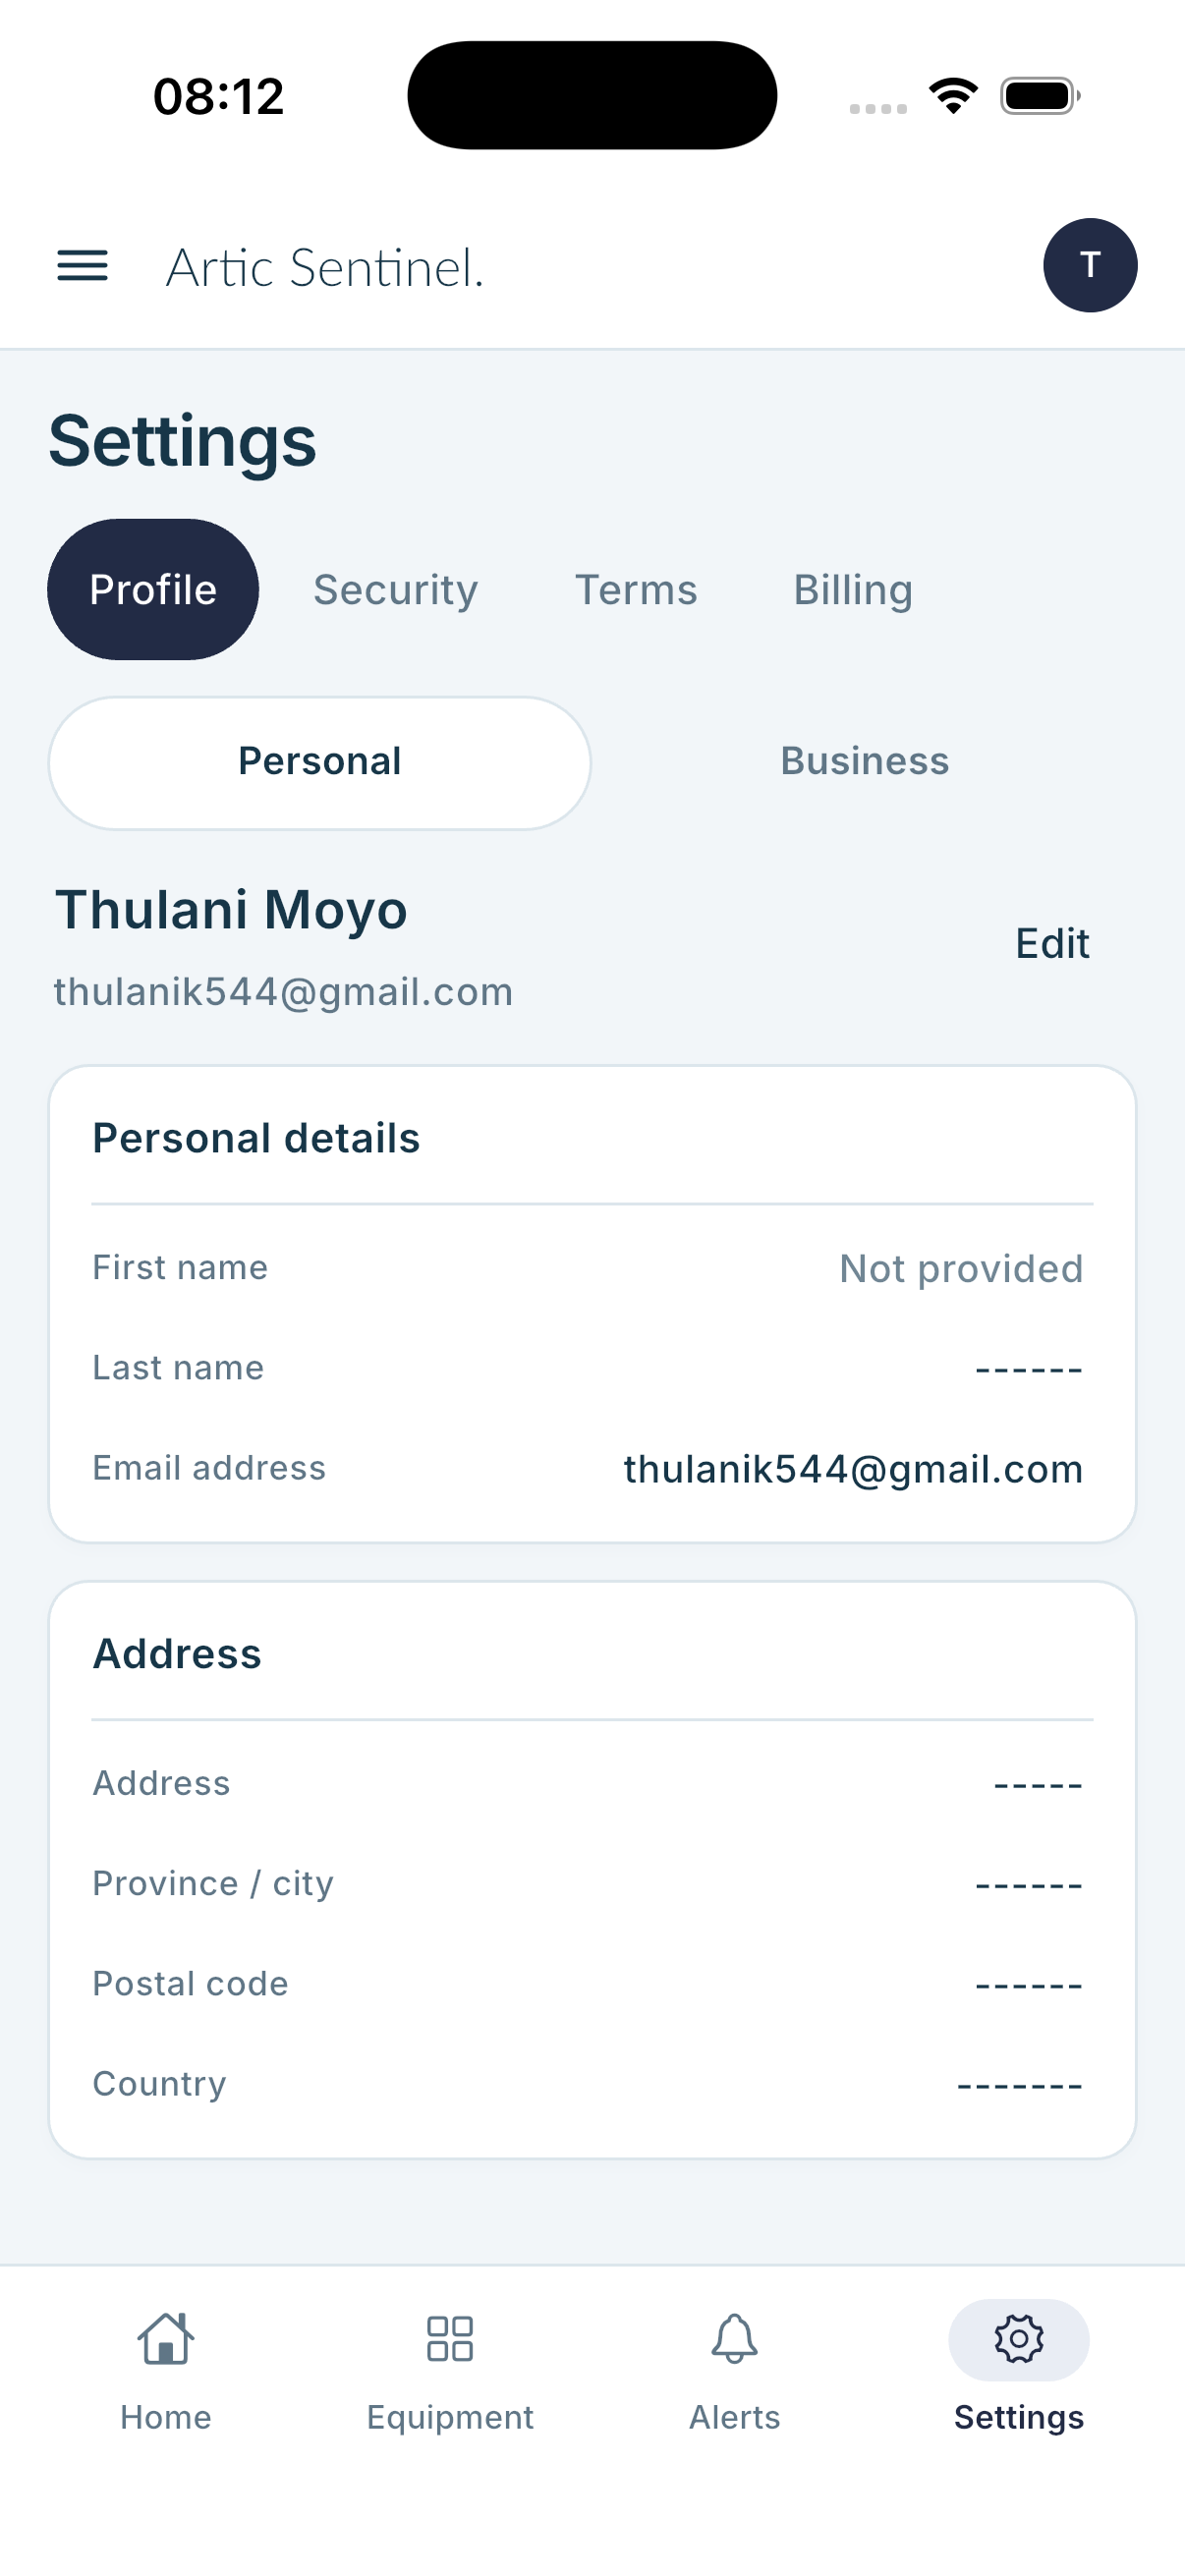 08:12
Artic Sentinel.
T
Settings
Profile Security Terms Billing
Personal Business
Thulani Moyo
Edit
thulanik544@gmail.com
Personal details
First name Not provided
Last name ------
Email address thulanik544@gmail.com
Address
Address -----
Province / city ------
Postal code ------
Country -------
Home Equipment Alerts Settings